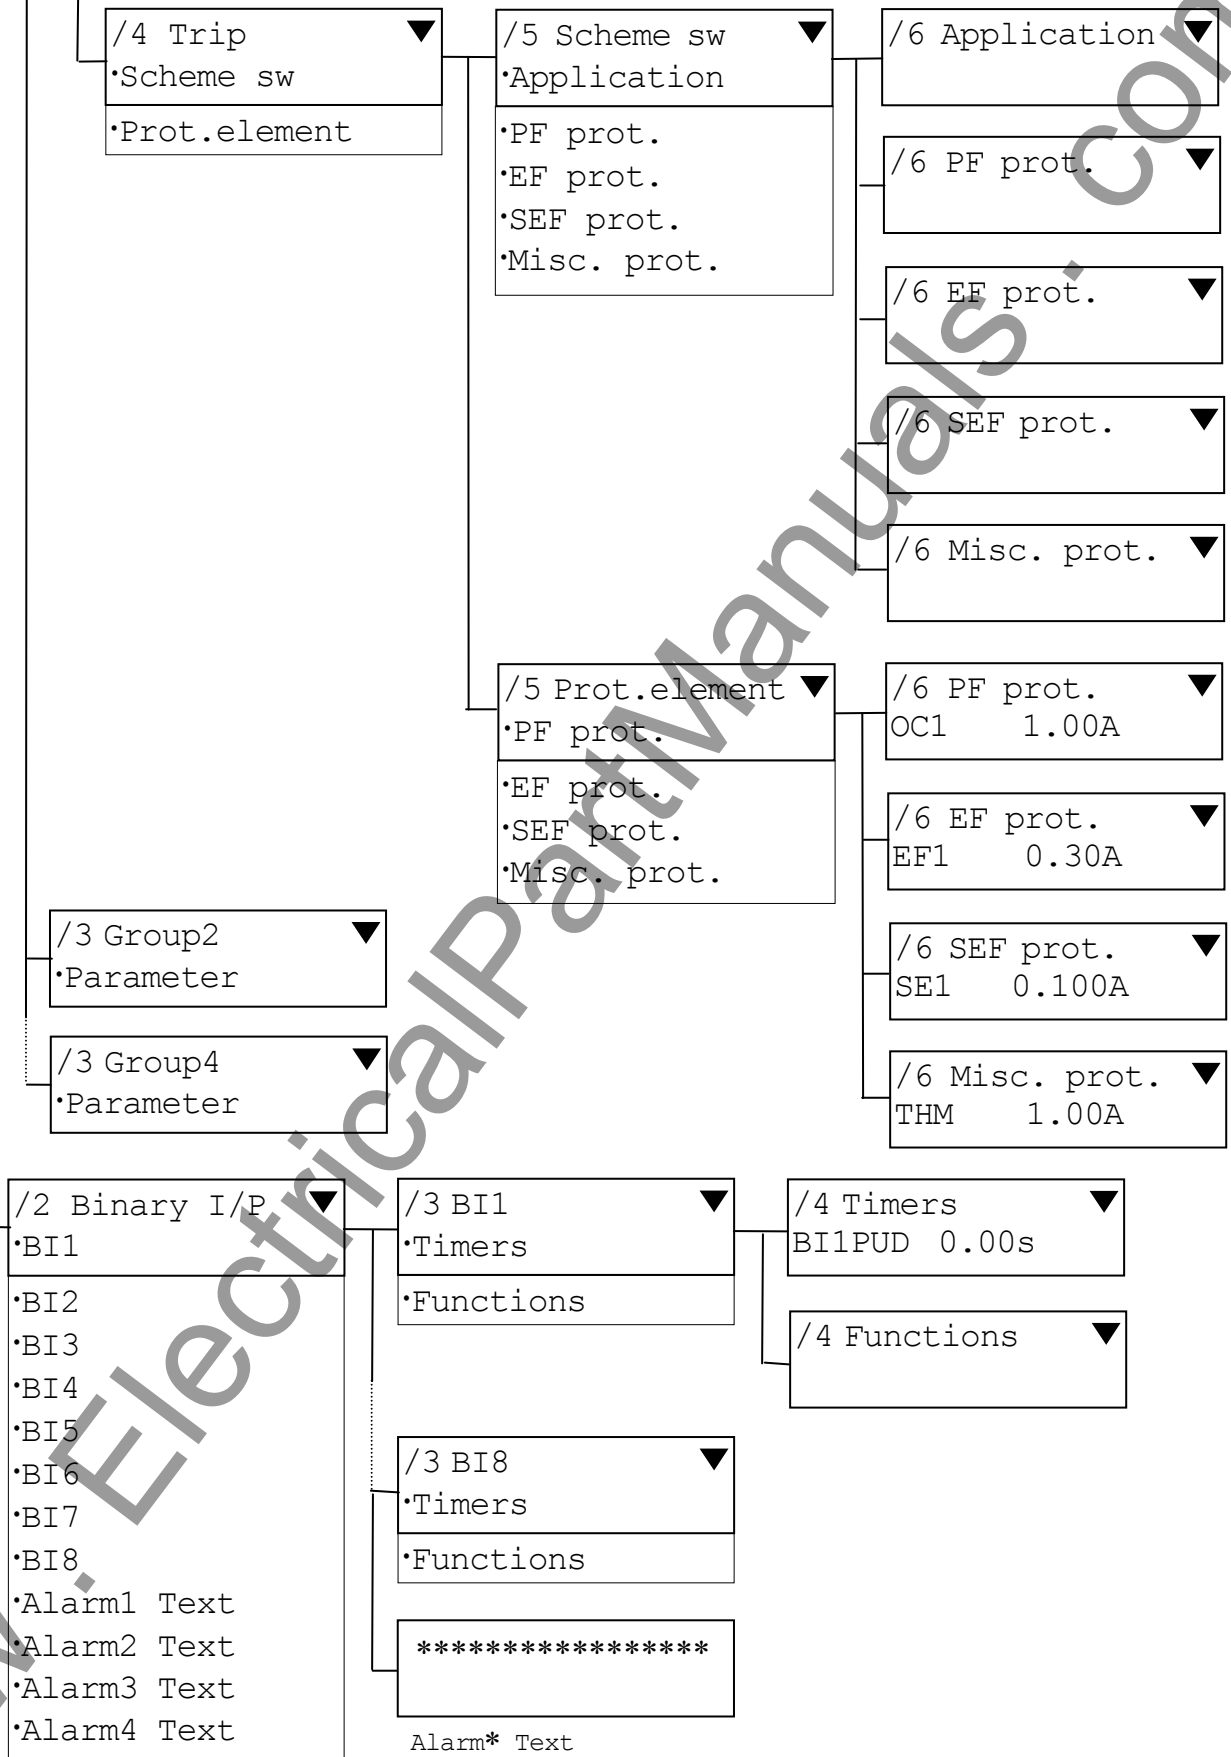 /4 Trip
·Scheme sw
·Prot.element
/5 Scheme sw
·Application
·PF prot.
·EF prot.
·SEF prot.
·Misc. prot.
/6 Application
/6 PF prot.
/6 EF prot.
/6 SEF prot.
/6 Misc. prot.
/5 Prot.element
·PF prot.
·EF prot.
·SEF prot.
·Misc. prot.
/6 PF prot.
OC1 1.00A
/6 EF prot.
EF1 0.30A
/6 SEF prot.
SE1 0.100A
/6 Misc. prot.
THM 1.00A
/3 Group2
·Parameter
/3 Group4
·Parameter
/2 Binary I/P
·BI1
·BI2
·BI3
·BI4
·BI5
·BI6
·BI7
·BI8
·Alarm1 Text
·Alarm2 Text
·Alarm3 Text
·Alarm4 Text
/3 BI1
·Timers
·Functions
/4 Timers
BI1PUD 0.00s
/4 Functions
/3 BI8
·Timers
·Functions
*****************
Alarm* Text
. ElectricalPartManuals . com